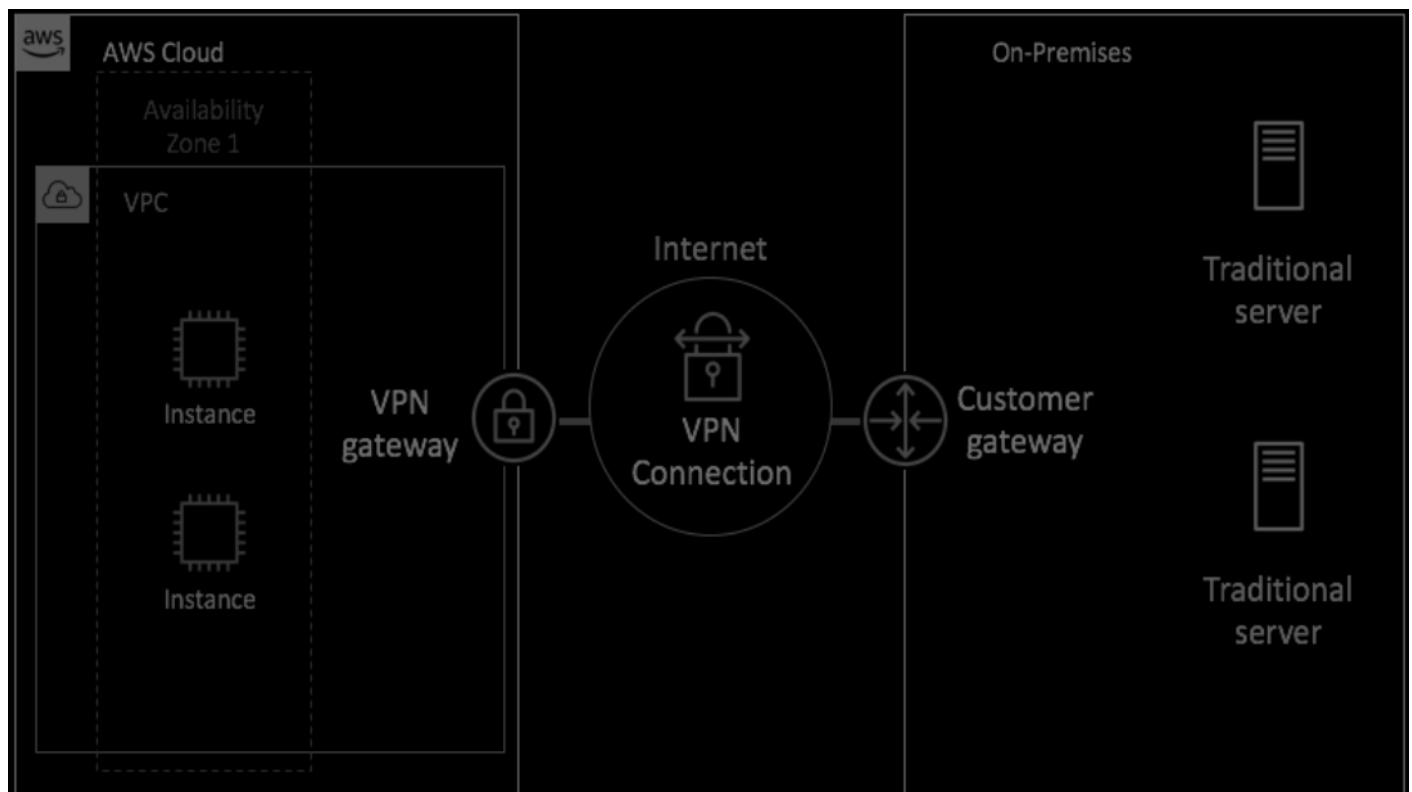 aws
AWS Cloud
Availability
Zone 1
VPC
Instance
Instance
VPN
gateway
Internet
VPN
Connection
On-Premises
Customer
gateway
Traditional
server
Traditional
server